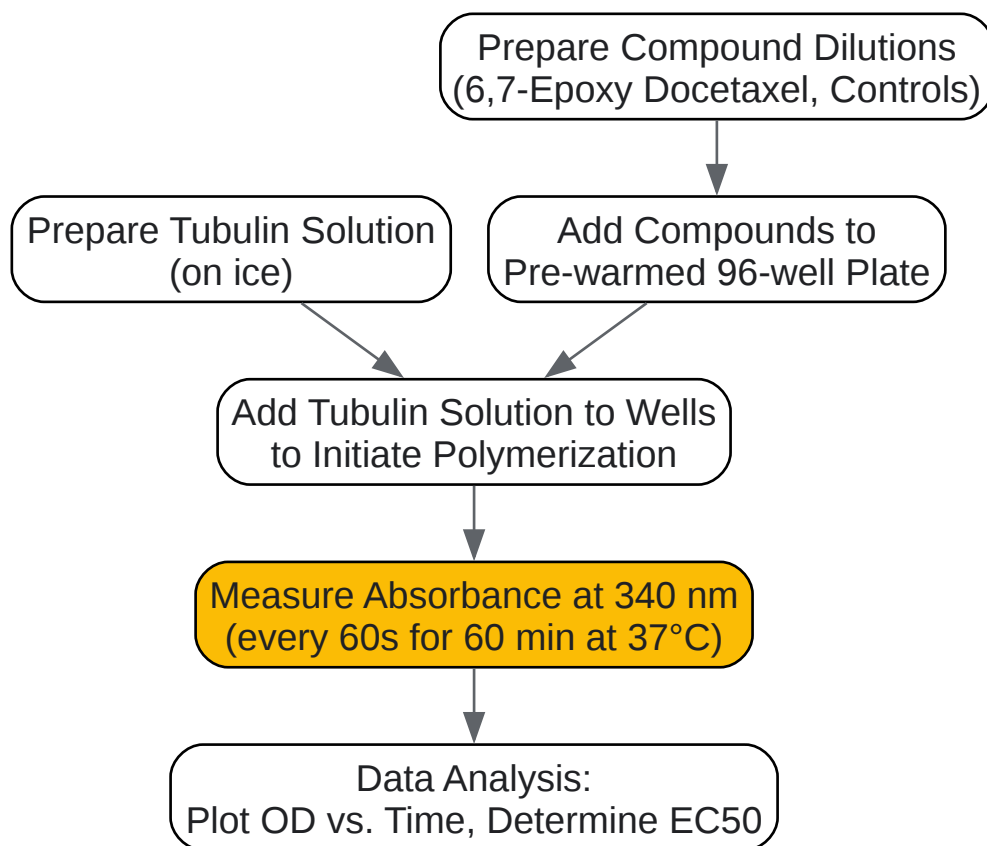 Prepare Compound Dilutions
(6,7-Epoxy Docetaxel, Controls)
Prepare Tubulin Solution
(on ice)
Add Compounds to
Pre-warmed 96-well Plate
Add Tubulin Solution to Wells
to Initiate Polymerization
Measure Absorbance at 340 nm
(every 60s for 60 min at 37°C)
Data Analysis:
Plot OD vs. Time, Determine EC50